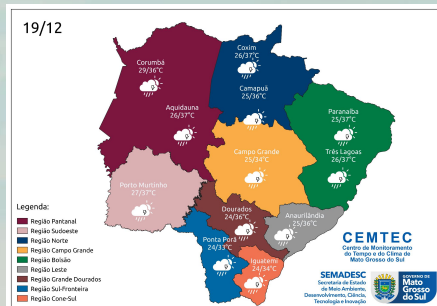 19/12
Corumbá
29/36°C
Coxim
26/37°C
Camapuã
25/36°C
Aquidauna
26/37°C
Paranaíba
25/37°C
Três Lagoas
26/37°C
Campo Grande
25/34°C
Porto Murtinho
27/37°C
Dourados
24/36°C
Anaurilândia
25/36°C
Ponta Porã
24/33°C
Iguatemi
24/34°C
Legenda:
Região Pantanal
Região Sudoeste
Região Norte
Região Campo Grande
Região Bolsão
Região Leste
Região Grande Dourados
Região Sul-Fronteira
Região Cone-Sul
CEMTEC
Centro de Monitoramento
do Tempo e do Clima de
Mato Grosso do Sul
SEMADESC
Secretaria de Estado
de Meio Ambiente,
Desenvolvimento, Ciência,
Tecnologia e Inovação
GOVERNO DE
Mato
Grosso
do Sul